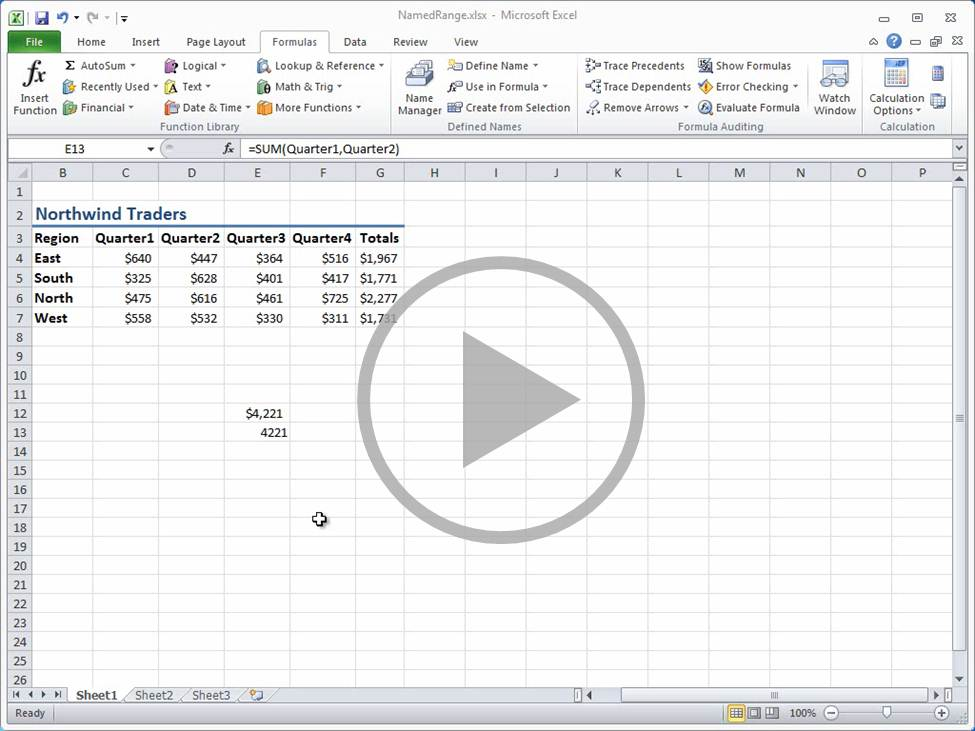 NamedRange.xlsx - Microsoft Excel
File Home Insert Page Layout Formulas Data Review View
fx Insert Function
Σ AutoSum
Recently Used
Financial
Logical
Text
Date & Time
Lookup & Reference
Math & Trig
More Functions
Function Library
Name Manager
Define Name
Use in Formula
Create from Selection
Defined Names
Trace Precedents
Trace Dependents
Remove Arrows
Show Formulas
Error Checking
Evaluate Formula
Formula Auditing
Watch Window
Calculation Options
Calculation
E13 fx =SUM(Quarter1,Quarter2)
B C D E F G H I J K L M N O P
1
2 Northwind Traders
3 Region Quarter1 Quarter2 Quarter3 Quarter4 Totals
4 East $640 $447 $364 $516 $1,967
5 South $325 $628 $401 $417 $1,771
6 North $475 $616 $461 $725 $2,277
7 West $558 $532 $330 $311 $1,731
8
9
10
11
12 $4,221
13 4221
14
15
16
17
18
19
20
21
22
23
24
25
26
Sheet1 Sheet2 Sheet3
Ready 100%